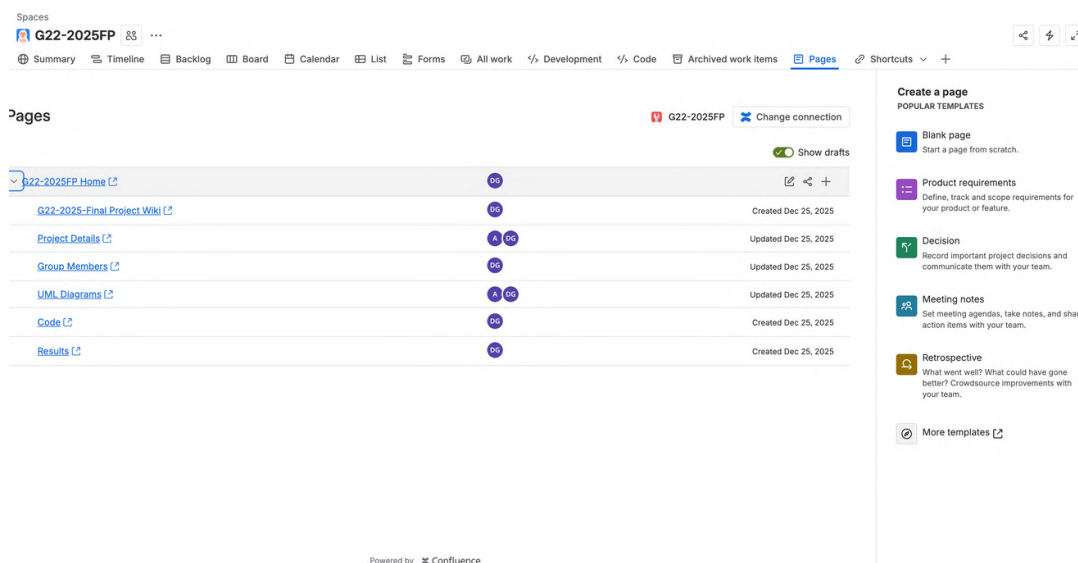 Spaces
G22-2025FP
Summary Timeline Backlog Board Calendar List Forms All work Development Code Archived work items Pages Shortcuts
Pages
G22-2025FP Change connection
Show drafts
G22-2025FP Home DG
G22-2025-Final Project Wiki DG Created Dec 25, 2025
Project Details A DG Updated Dec 25, 2025
Group Members DG Updated Dec 25, 2025
UML Diagrams A DG Updated Dec 25, 2025
Code DG Created Dec 25, 2025
Results DG Created Dec 25, 2025
Powered by Confluence
Create a page
POPULAR TEMPLATES
Blank page
Start a page from scratch.
Product requirements
Define, track and scope requirements for
your product or feature.
Decision
Record important project decisions and
communicate them with your team.
Meeting notes
Set meeting agendas, take notes, and shar
action items with your team.
Retrospective
What went well? What could have gone
better? Crowdsource improvements with
your team.
More templates